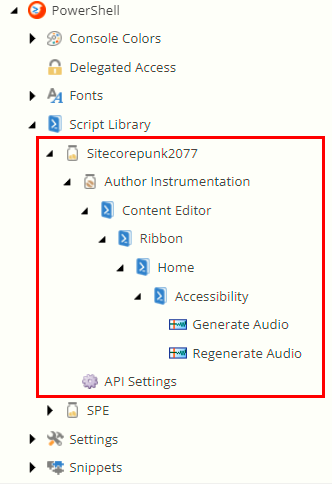 PowerShell
Console Colors
Delegated Access
Fonts
Script Library
Sitecorepunk2077
Author Instrumentation
Content Editor
Ribbon
Home
Accessibility
Generate Audio
Regenerate Audio
API Settings
SPE
Settings
Snippets